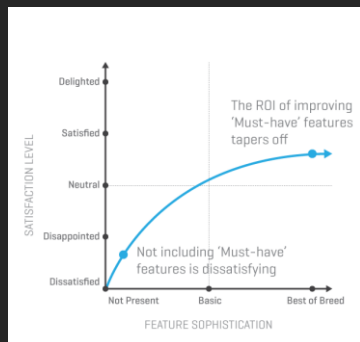 Delighted
The ROI of improving
'Must-have' features
tapers off
Satisfied
SATISFACTION LEVEL
Neutral
Disappointed
Not including 'Must-have'
features is dissatisfying
Dissatisfied
Not Present
Basic
Best of Breed
FEATURE SOPHISTICATION